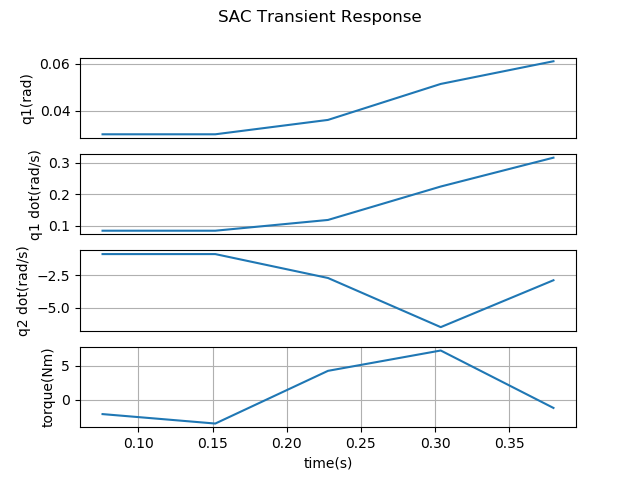 SAC Transient Response
q1(rad)
0.06
0.04
q1 dot(rad/s)
0.3
0.2
0.1
q2 dot(rad/s)
−2.5
−5.0
torque(Nm)
5
0
0.10 0.15 0.20 0.25 0.30 0.35
time(s)